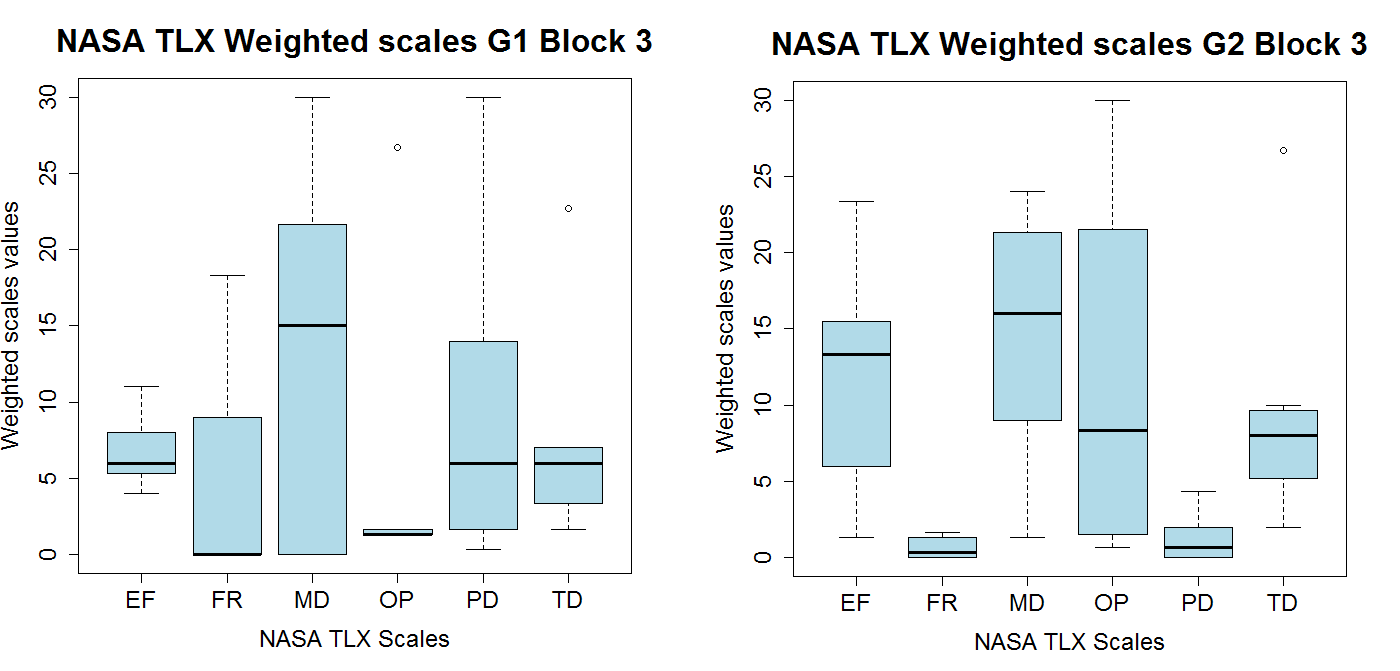 NASA TLX Weighted scales G1 Block 3
Weighted scales values
30
25
20
15
10
5
0
EF FR MD OP PD TD
NASA TLX Scales
NASA TLX Weighted scales G2 Block 3
Weighted scales values
30
25
20
15
10
5
0
EF FR MD OP PD TD
NASA TLX Scales